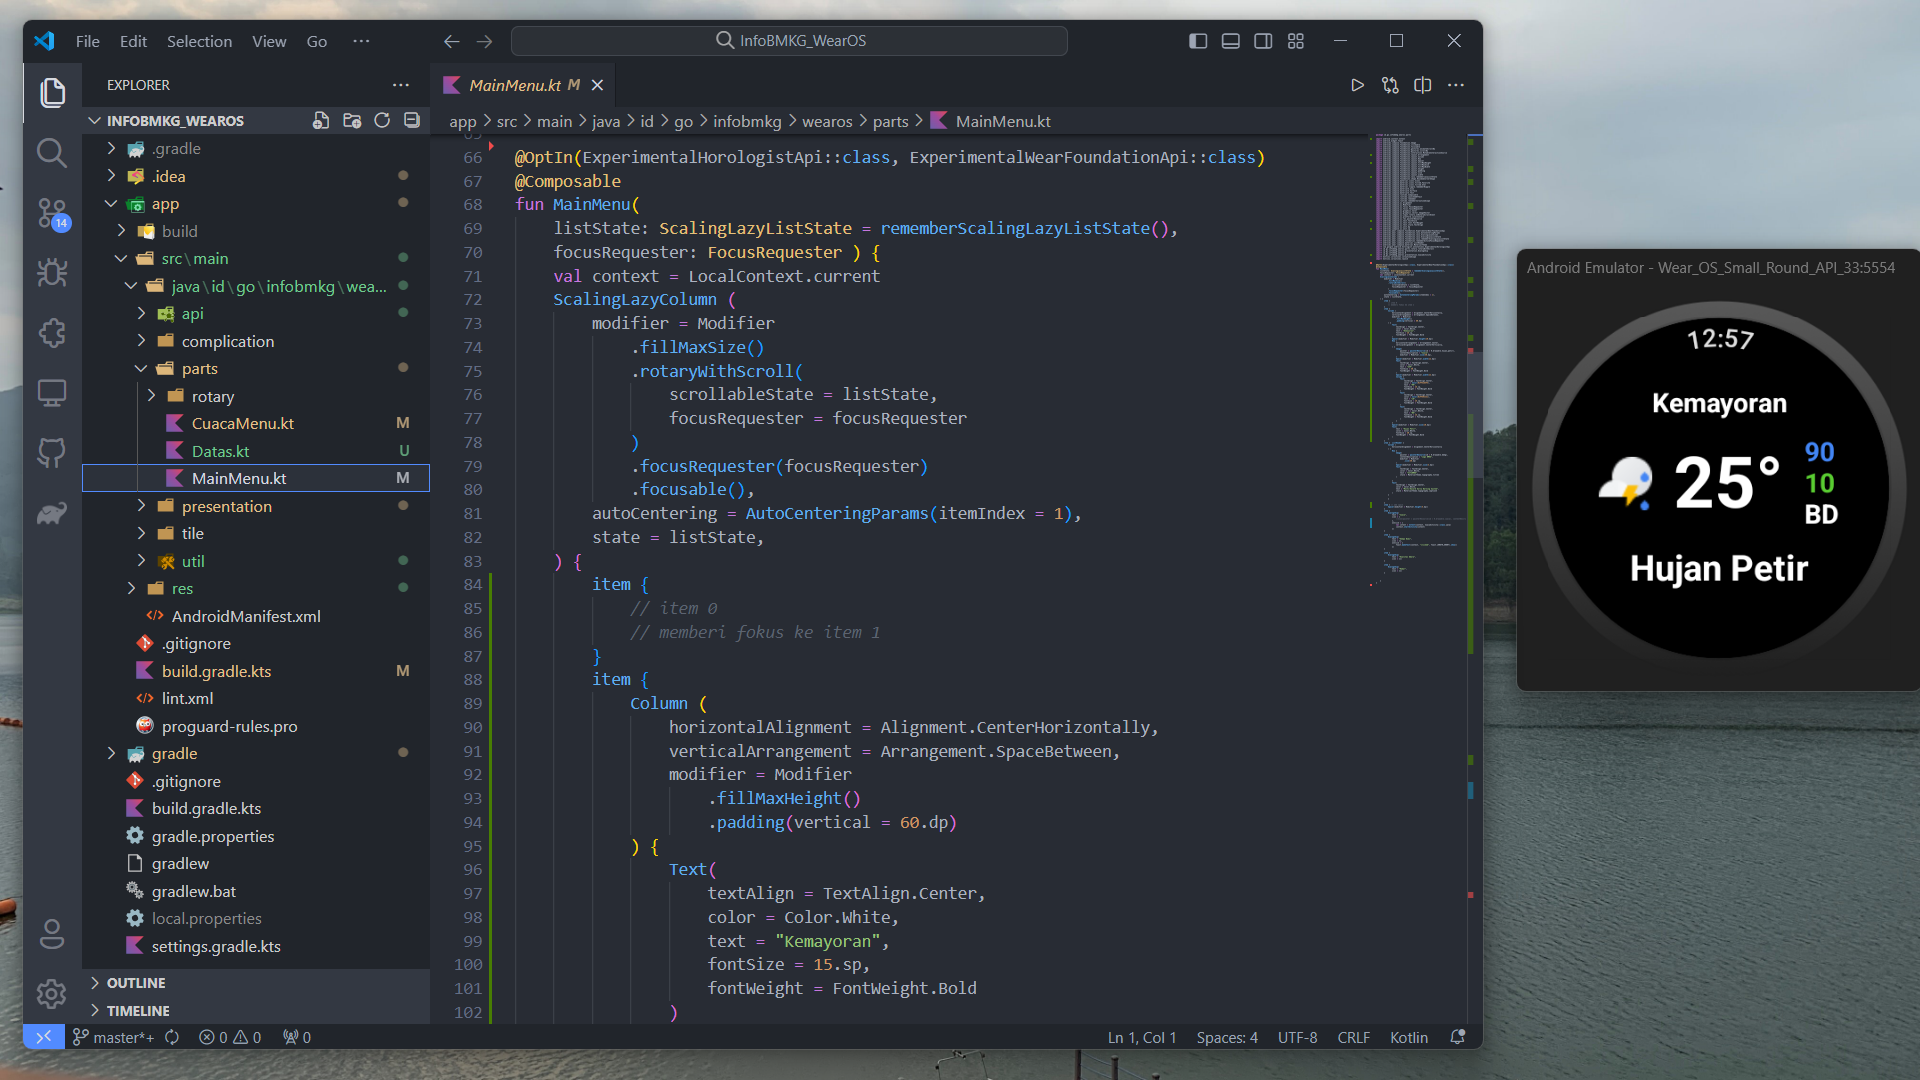 File Edit Selection View Go ···
InfoBMKG_WearOS
EXPLORER
INFOBMKG_WEAROS
.gradle
.idea
app
build
src\main
java\id\go\infobmkg\wea...
api
complication
parts
rotary
CuacaMenu.kt M
Datas.kt U
MainMenu.kt M
presentation
tile
util
res
AndroidManifest.xml
.gitignore
build.gradle.kts M
lint.xml
proguard-rules.pro
gradle
.gitignore
build.gradle.kts
gradle.properties
gradlew
gradlew.bat
local.properties
settings.gradle.kts
OUTLINE
TIMELINE
14
MainMenu.kt M
app > src > main > java > id > go > infobmkg > wearos > parts > MainMenu.kt
66 @OptIn(ExperimentalHorologistApi::class, ExperimentalWearFoundationApi::class)
67 @Composable
68 fun MainMenu(
69 listState: ScalingLazyListState = rememberScalingLazyListState(),
70 focusRequester: FocusRequester ) {
71 val context = LocalContext.current
72 ScalingLazyColumn (
73 modifier = Modifier
74 .fillMaxSize()
75 .rotaryWithScroll(
76 scrollableState = listState,
77 focusRequester = focusRequester
78 )
79 .focusRequester(focusRequester)
80 .focusable(),
81 autoCentering = AutoCenteringParams(itemIndex = 1),
82 state = listState,
83 ) {
84 item {
85 // item 0
86 // memberi fokus ke item 1
87 }
88 item {
89 Column (
90 horizontalAlignment = Alignment.CenterHorizontally,
91 verticalArrangement = Arrangement.SpaceBetween,
92 modifier = Modifier
93 .fillMaxHeight()
94 .padding(vertical = 60.dp)
95 ) {
96 Text(
97 textAlign = TextAlign.Center,
98 color = Color.White,
99 text = "Kemayoran",
100 fontSize = 15.sp,
101 fontWeight = FontWeight.Bold
102 )
master*+ 0 0 0
Ln 1, Col 1 Spaces: 4 UTF-8 CRLF Kotlin
Android Emulator - Wear_OS_Small_Round_API_33:5554
12:57
Kemayoran
25°
90
10
BD
Hujan Petir